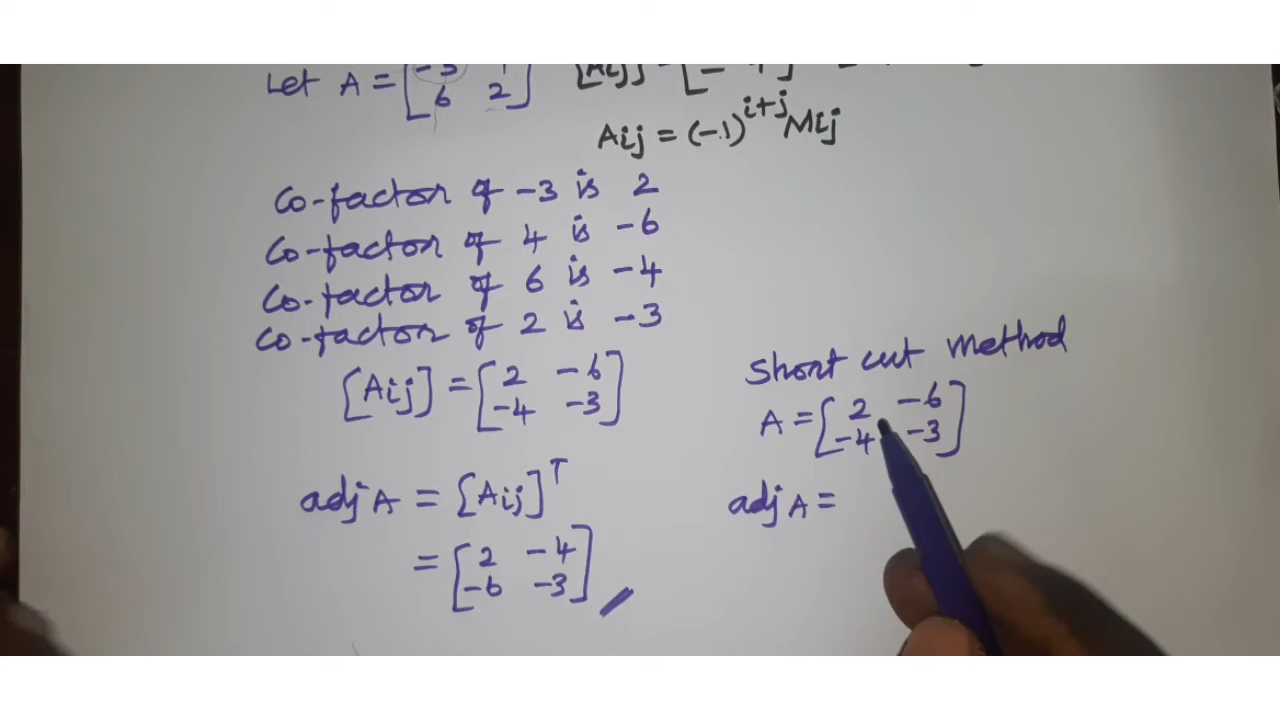 Let A = [-3
6 2]
Aij = (-1)^i+j Mij
Co-factor of -3 is 2
Co-factor of 4 is -6
Co-factor of 6 is -4
Co-factor of 2 is -3
[Aij] = [2 -6
-4 -3]
adj A = [Aij]^T
= [2 -4
-6 -3]
Short cut method
A = [2 -6
-4 -3]
adj A =